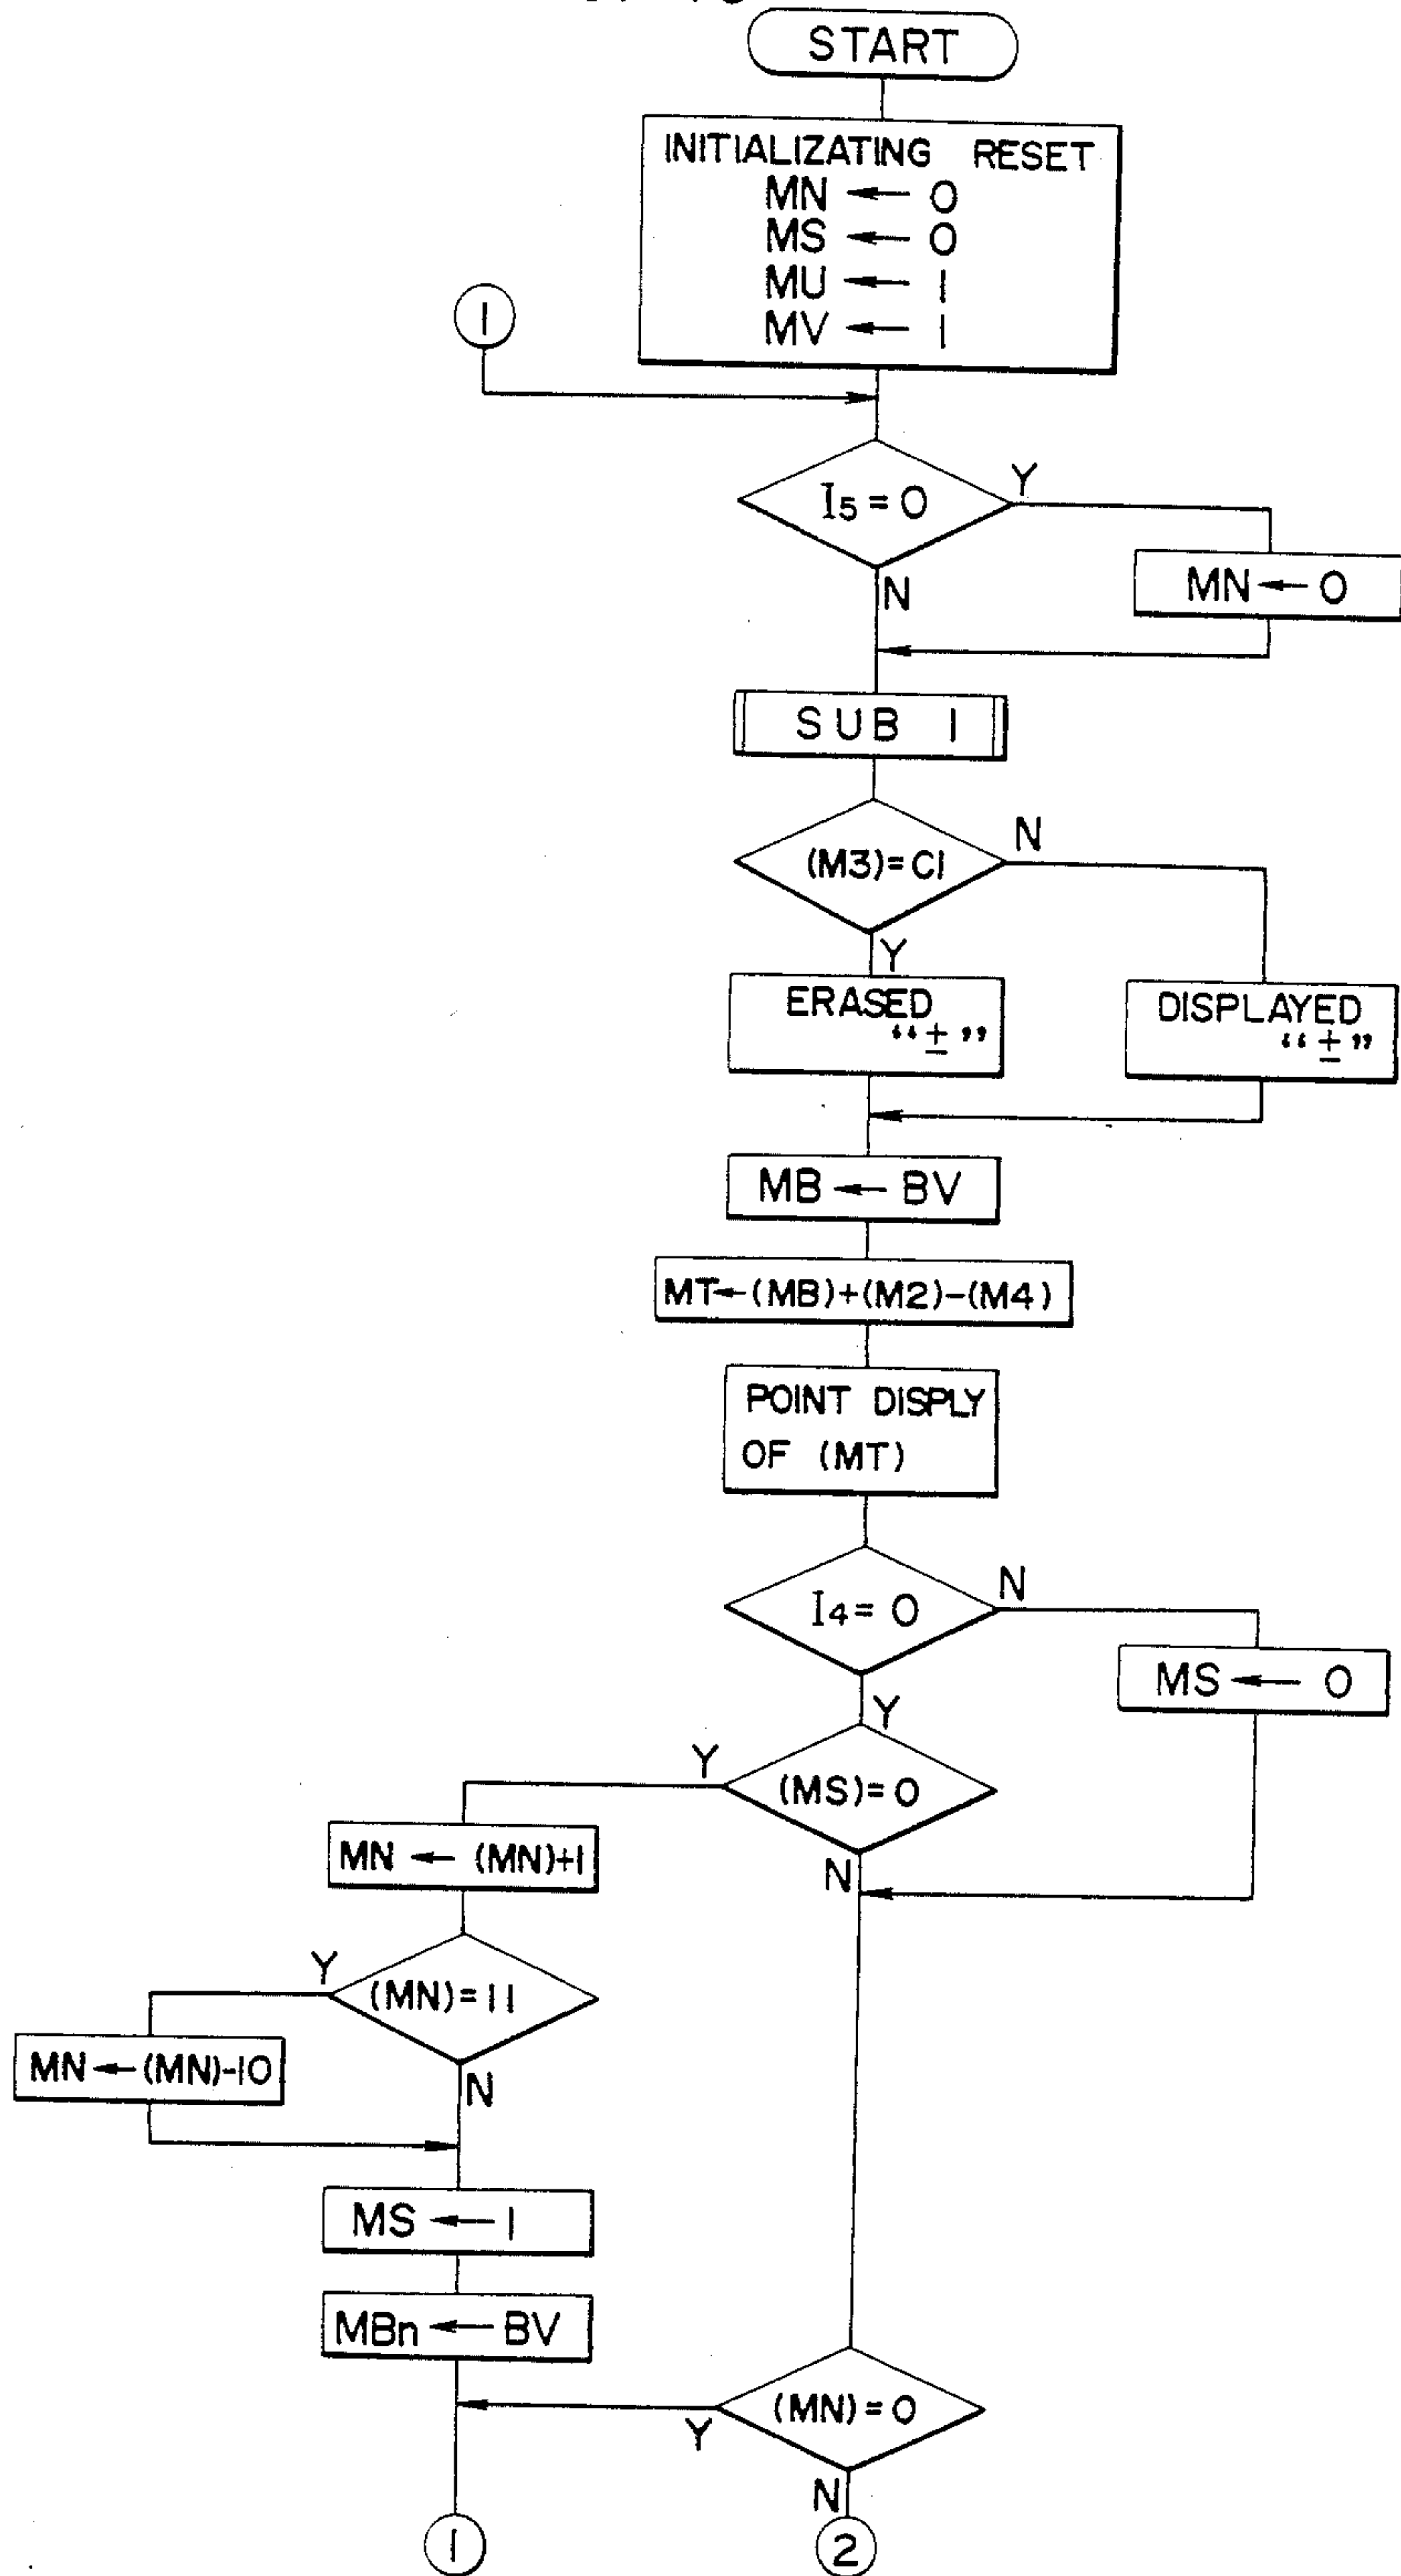 START
INITIALIZATING RESET
MN ← 0
MS ← 0
MU ← 1
MV ← 1
1
I5 = 0
Y
N
MN ← 0
SUB 1
(M3)=C1
N
Y
ERASED
“ ± ”
DISPLAYED
“ ± ”
MB ← BV
MT←(MB)+(M2)-(M4)
POINT DISPLY
OF (MT)
I4 = 0
N
Y
MS ← 0
(MS)=0
Y
N
MN ← (MN)+1
(MN)=11
Y
N
MN ← (MN)-10
MS ← 1
MBn ← BV
(MN)=0
Y
N
1
2